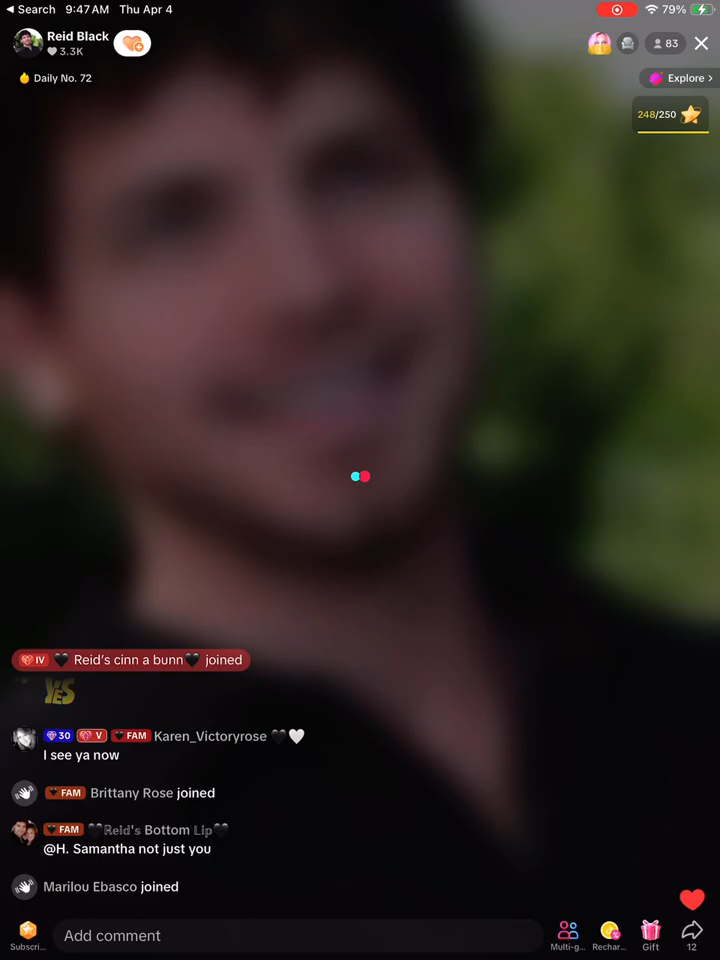 Search 9:47 AM Thu Apr 4 79%
Reid Black
3.3K
83
Daily No. 72
Explore >
248/250
IV 🖤 Reid's cinn a bunn🖤 joined
YES
30 V 🖤 FAM Karen_Victoryrose 🖤🤍
I see ya now
🖤 FAM Brittany Rose joined
🖤 FAM 🖤Reid's Bottom Lip🖤
@H. Samantha not just you
Marilou Ebasco joined
Subscri... Add comment Multi-g... Rechar... Gift 12